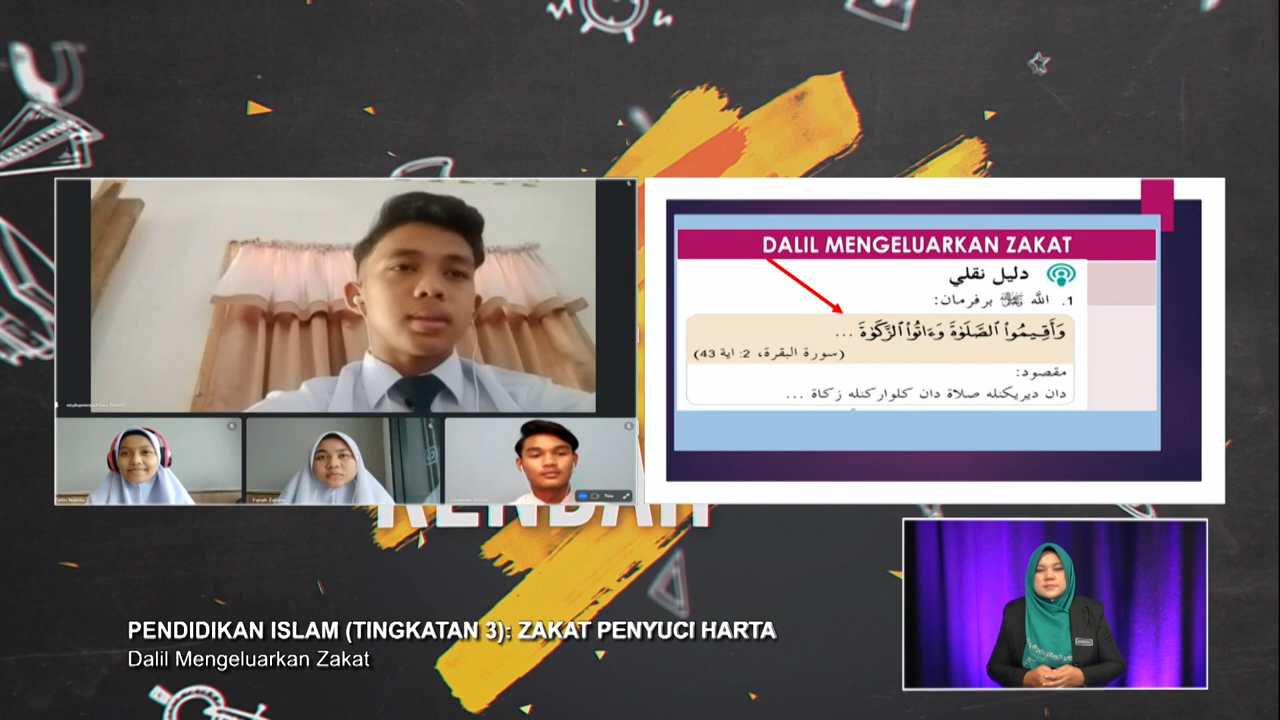 DALIL MENGELUARKAN ZAKAT
دليل نقلي
1. الله ﷻ برفرمان:
وَأَقِيمُوا۟ ٱلصَّلَوٰةَ وَءَاتُوا۟ ٱلزَّكَوٰةَ ...
(سورة البقرة، 2: اية 43)
مقصود:
دان ديريكنله صلاة دان كلواركنله زكاة ...
RENDAH
PENDIDIKAN ISLAM (TINGKATAN 3): ZAKAT PENYUCI HARTA
Dalil Mengeluarkan Zakat